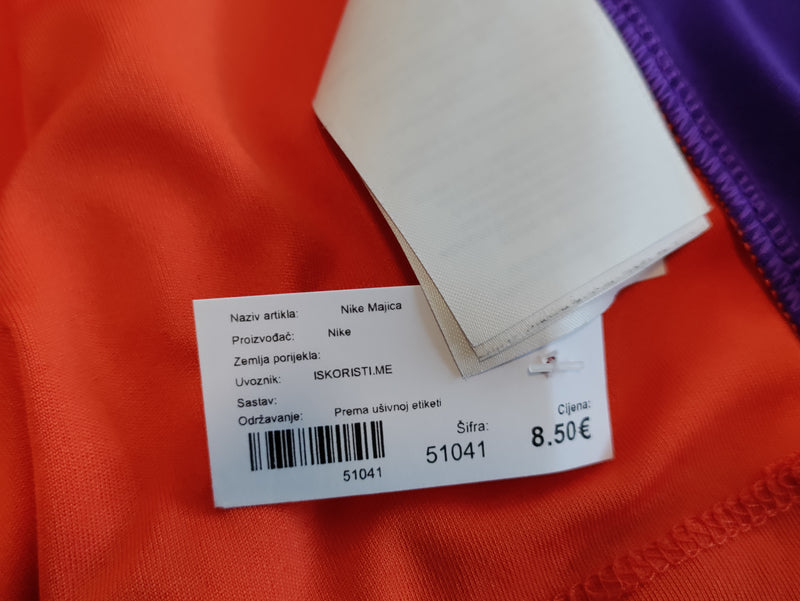 Naziv artikla: Nike Majica
Proizvođač: Nike
Zemlja porijekla:
Uvoznik: ISKORISTI.ME
Sastav:
Održavanje: Prema ušivnoj etiketi
51041
Šifra:
51041
Cijena:
8.50€